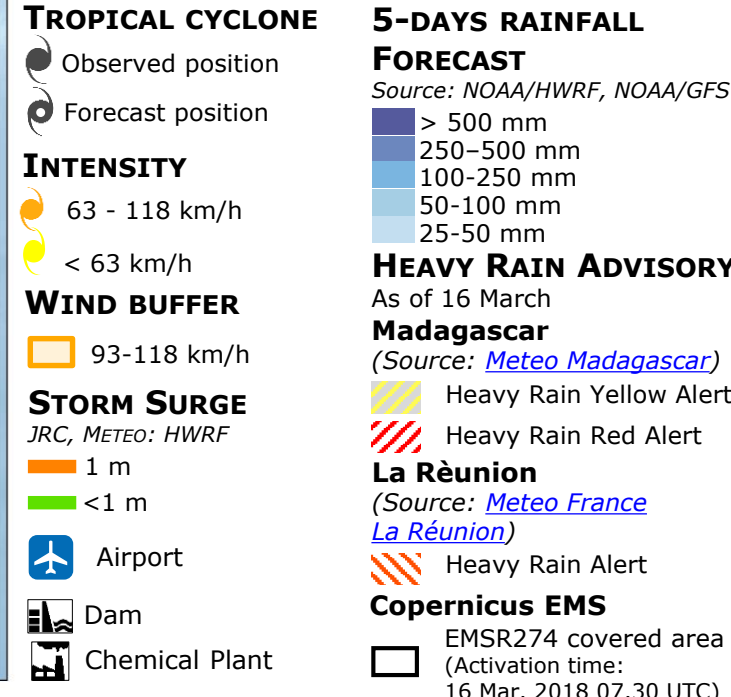 TROPICAL CYCLONE
Observed position
Forecast position
INTENSITY
63 - 118 km/h
< 63 km/h
WIND BUFFER
93-118 km/h
STORM SURGE
JRC, METEO: HWRF
1 m
<1 m
Airport
Dam
Chemical Plant
5-DAYS RAINFALL
FORECAST
Source: NOAA/HWRF, NOAA/GFS
> 500 mm
250–500 mm
100-250 mm
50-100 mm
25-50 mm
HEAVY RAIN ADVISORY
As of 16 March
Madagascar
(Source: Meteo Madagascar)
Heavy Rain Yellow Alert
Heavy Rain Red Alert
La Rèunion
(Source: Meteo France
La Réunion)
Heavy Rain Alert
Copernicus EMS
EMSR274 covered area
(Activation time:
16 Mar, 2018 07.30 UTC)